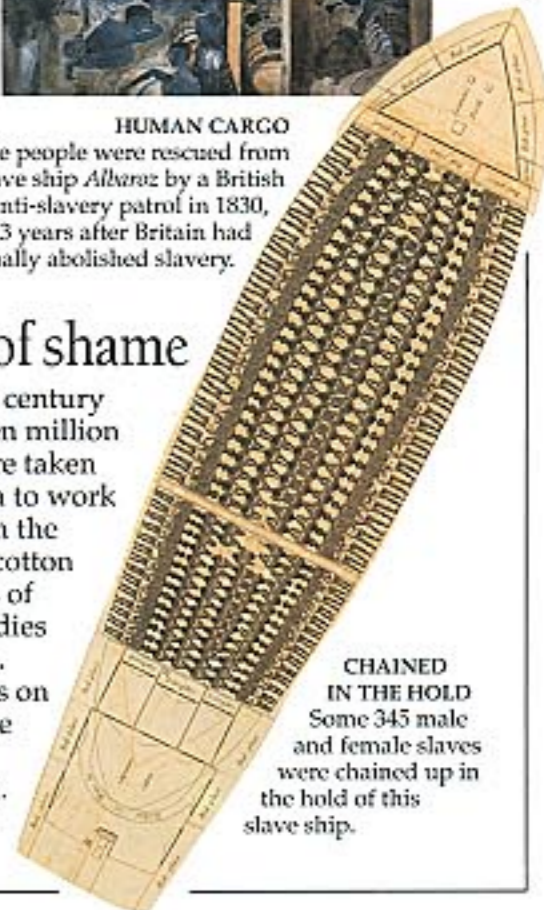 HUMAN CARGO
e people were rescued from
ve ship Albaroz by a British
nti-slavery patrol in 1830,
3 years after Britain had
ally abolished slavery.
of shame
century
n million
re taken
a to work
n the
cotton
of
dies
.
s on
e
.
CHAINED
IN THE HOLD
Some 345 male
and female slaves
were chained up in
the hold of this
slave ship.